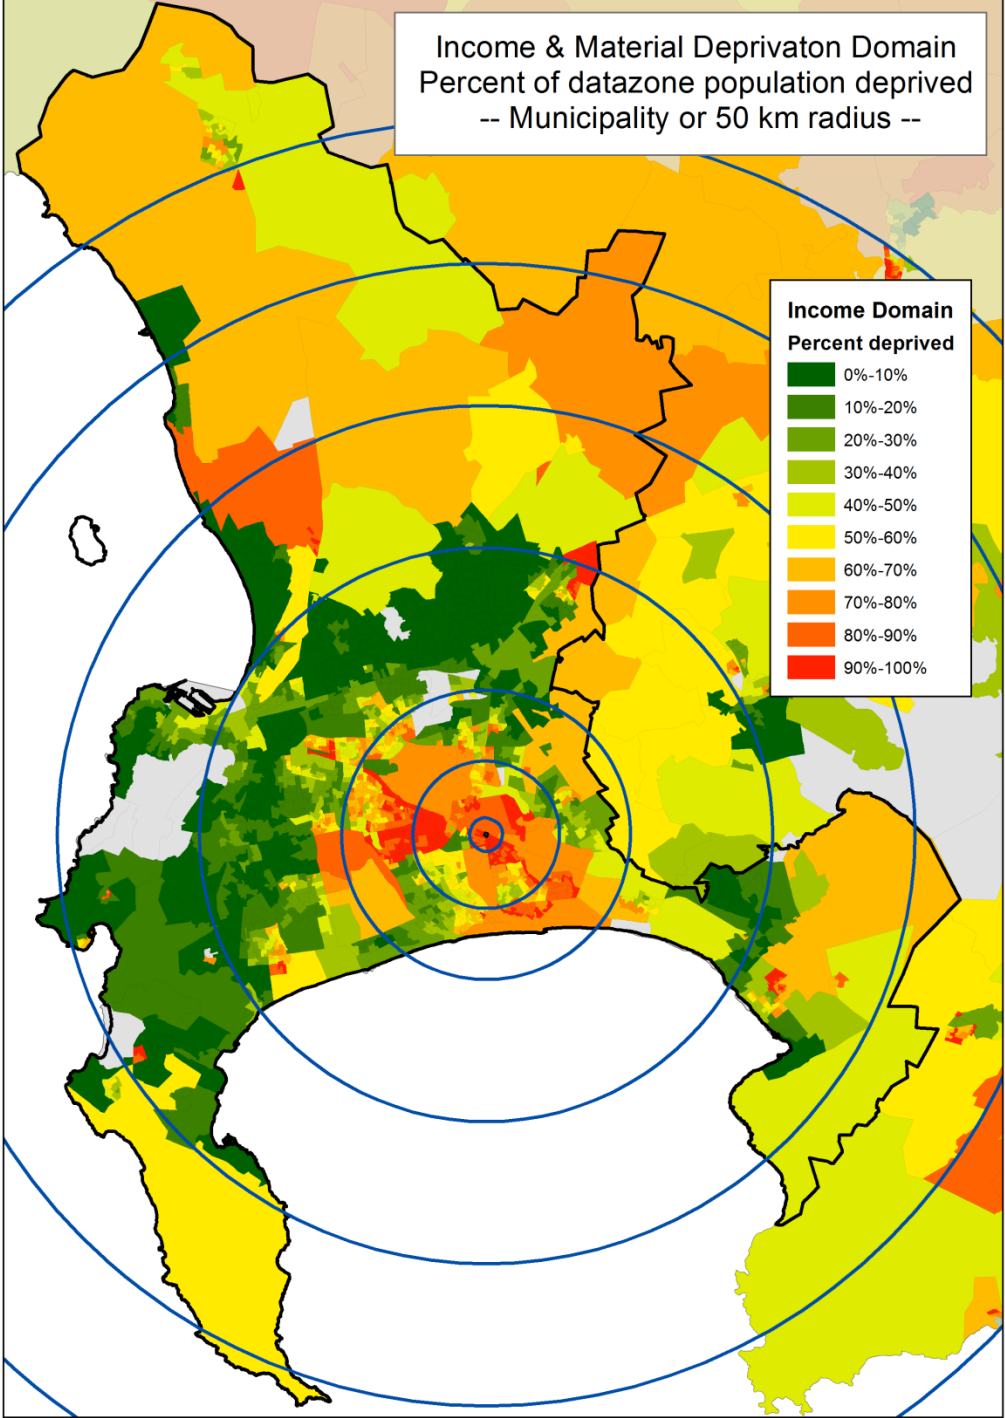 Income & Material Deprivaton Domain
Percent of datazone population deprived
-- Municipality or 50 km radius --
Income Domain
Percent deprived
0%-10%
10%-20%
20%-30%
30%-40%
40%-50%
50%-60%
60%-70%
70%-80%
80%-90%
90%-100%